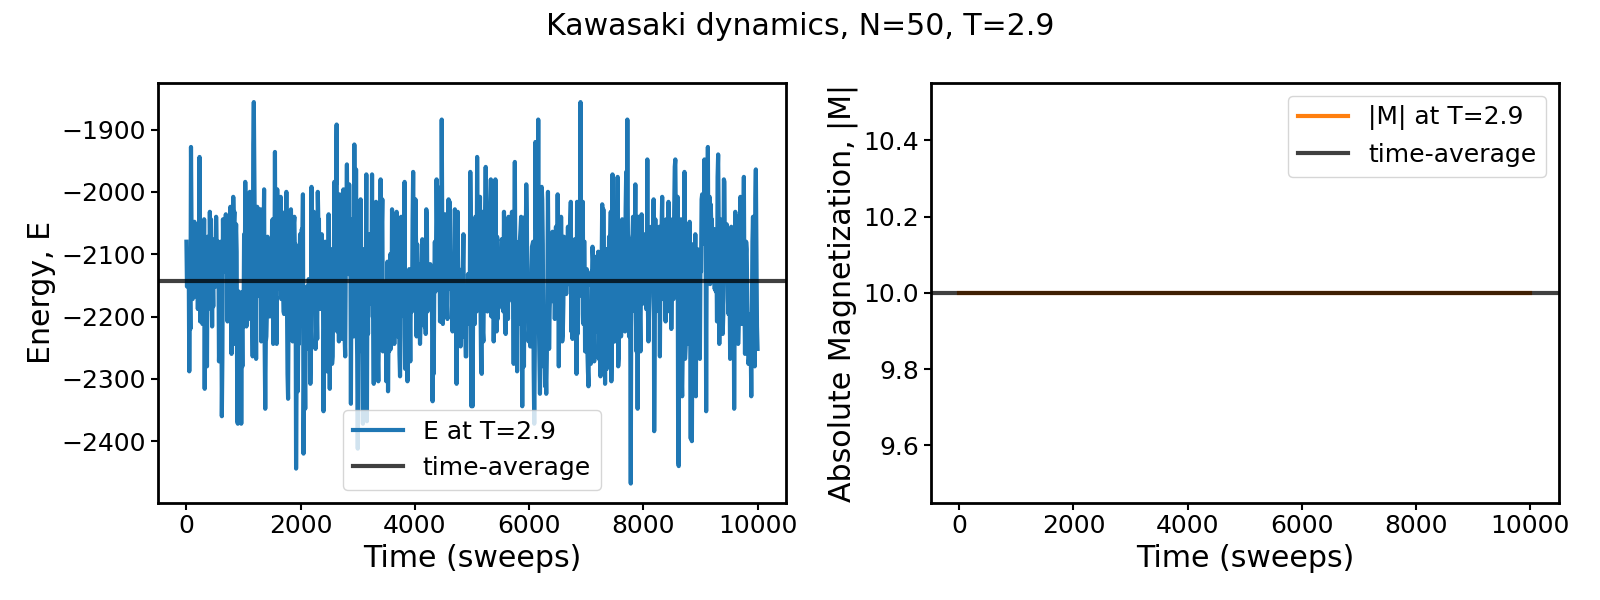 Kawasaki dynamics, N=50, T=2.9
Energy, E
−1900
−2000
−2100
−2200
−2300
−2400
E at T=2.9
time-average
0 2000 4000 6000 8000 10000
Time (sweeps)
Absolute Magnetization, |M|
10.4
10.2
10.0
9.8
9.6
|M| at T=2.9
time-average
0 2000 4000 6000 8000 10000
Time (sweeps)